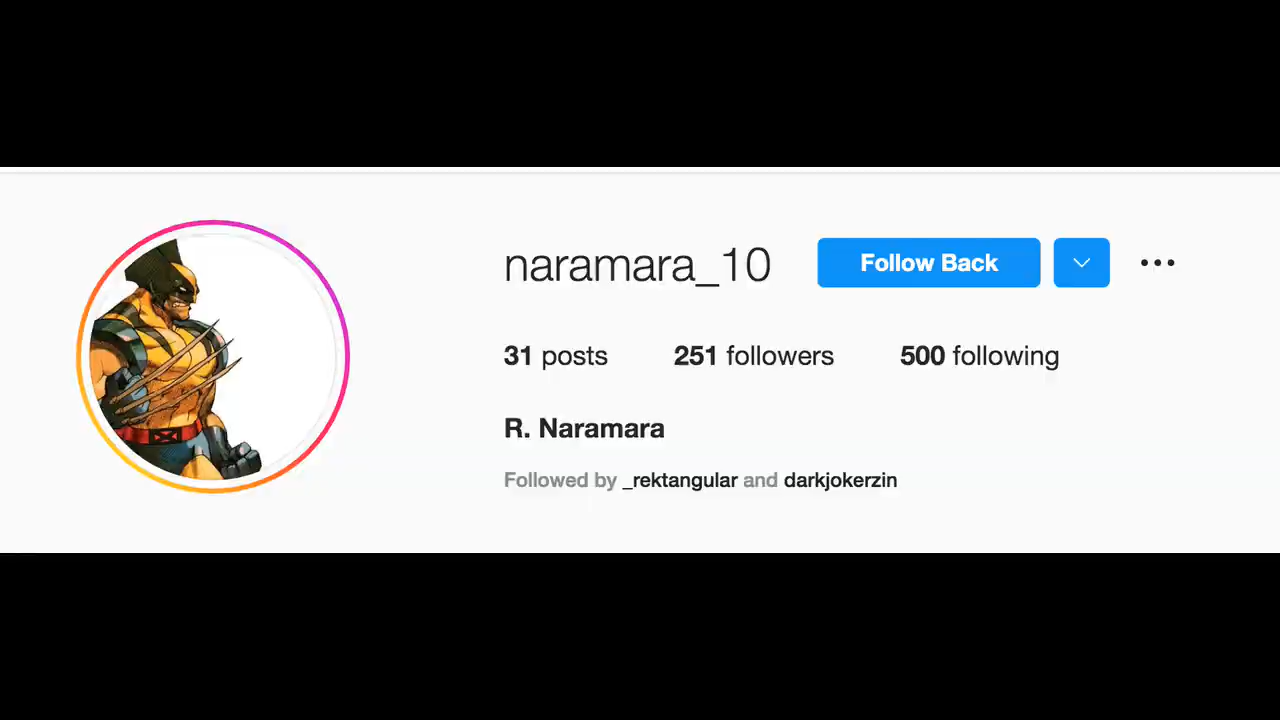 naramara_10 Follow Back
31 posts 251 followers 500 following
R. Naramara
Followed by _rektangular and darkjokerzin